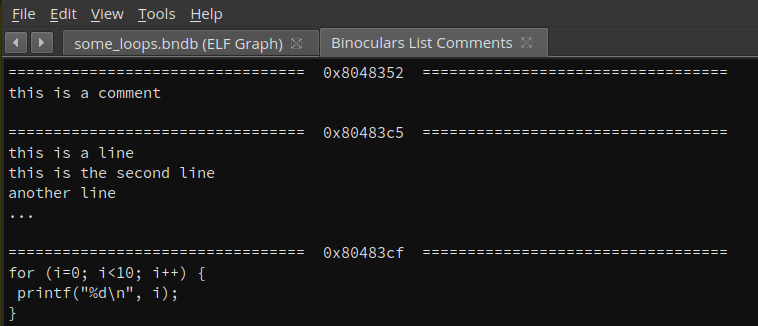 File Edit View Tools Help
some_loops.bndb (ELF Graph) Binoculars List Comments
================================= 0x8048352 ==================================
this is a comment
================================= 0x80483c5 ==================================
this is a line
this is the second line
another line
...
================================= 0x80483cf ==================================
for (i=0; i<10; i++) {
 printf("%d\n", i);
}